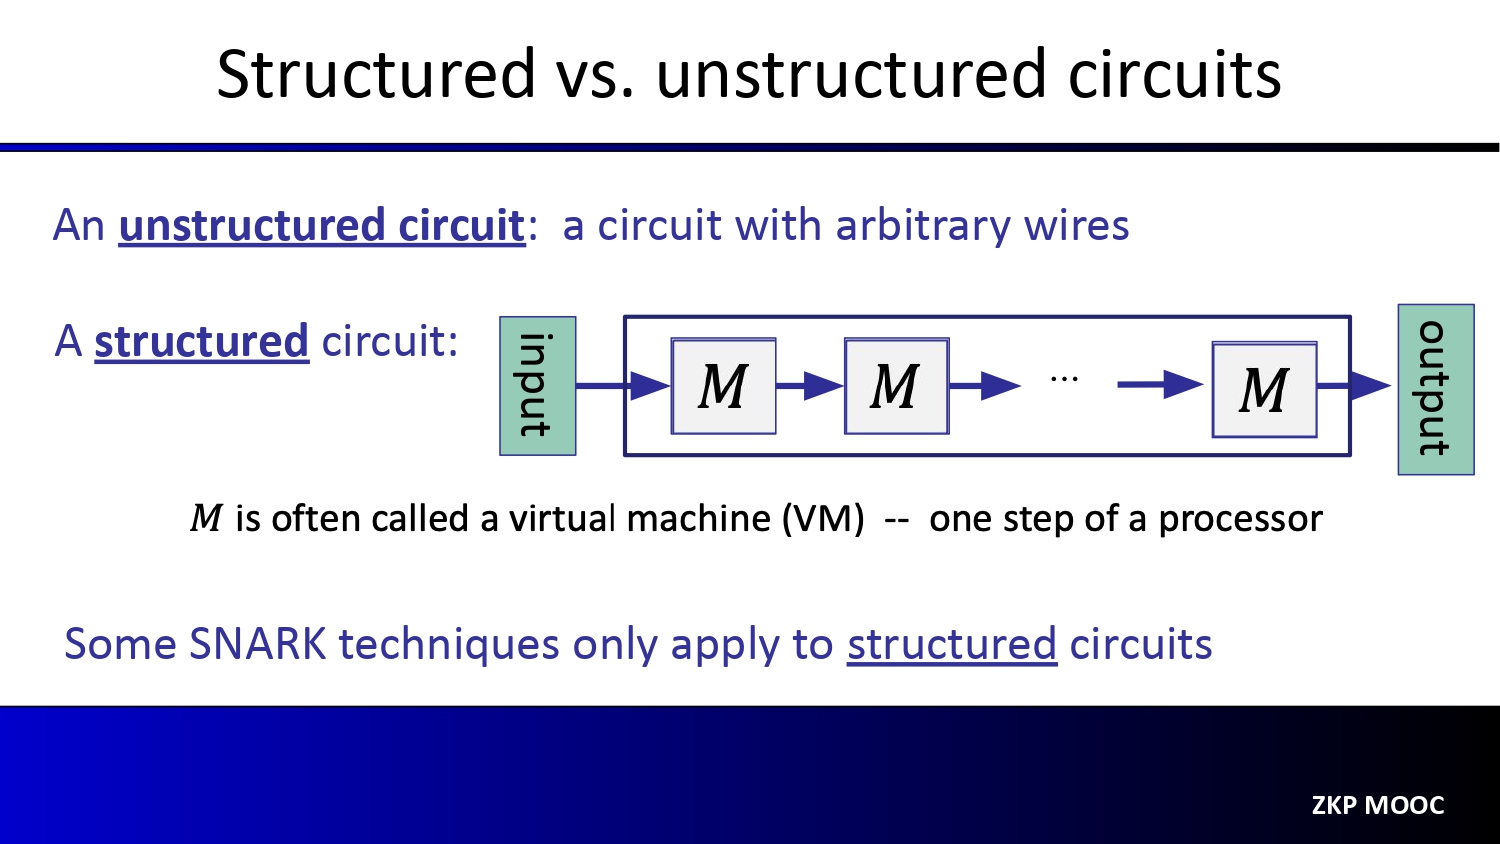 Structured vs. unstructured circuits
An unstructured circuit: a circuit with arbitrary wires
A structured circuit:
input
M
M
...
M
output
M is often called a virtual machine (VM) -- one step of a processor
Some SNARK techniques only apply to structured circuits
ZKP MOOC